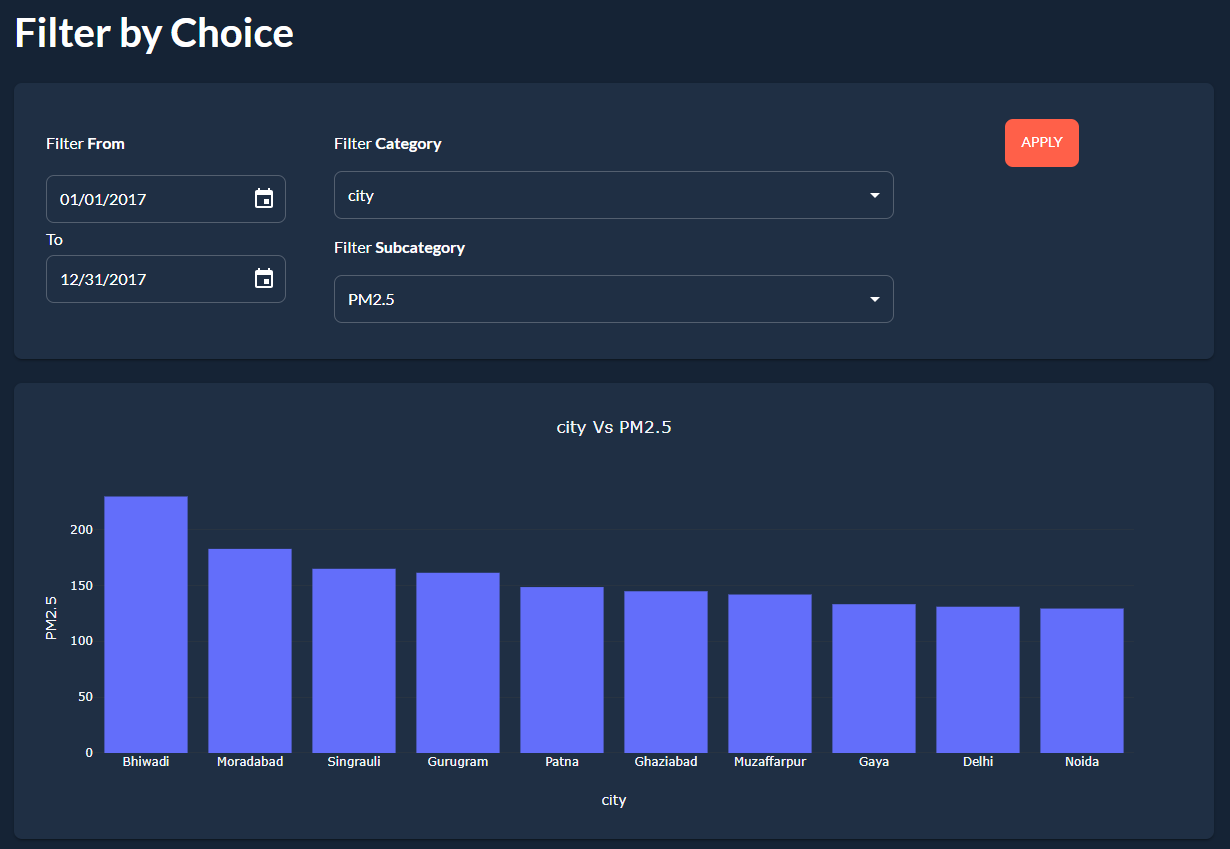 Filter by Choice
Filter From
01/01/2017
To
12/31/2017
Filter Category
city
Filter Subcategory
PM2.5
APPLY
city Vs PM2.5
PM2.5
200
150
100
50
0
Bhiwadi Moradabad Singrauli Gurugram Patna Ghaziabad Muzaffarpur Gaya Delhi Noida
city